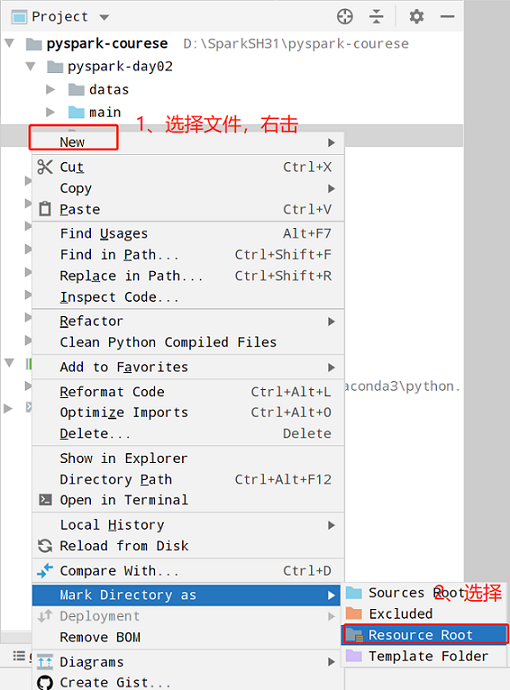 Project
pyspark-courese D:\SparkSH31\pyspark-courese
pyspark-day02
datas
main
1、选择文件，右击
New
Cut Ctrl+X
Copy
Paste Ctrl+V
Find Usages Alt+F7
Find in Path... Ctrl+Shift+F
Replace in Path... Ctrl+Shift+R
Inspect Code...
Refactor
Clean Python Compiled Files
Add to Favorites
aconda3\python.
Reformat Code Ctrl+Alt+L
Optimize Imports Ctrl+Alt+O
Delete... Delete
Show in Explorer
Directory Path Ctrl+Alt+F12
Open in Terminal
Local History
Reload from Disk
Compare With... Ctrl+D
Mark Directory as
Sources Root
2、选择
Deployment
Excluded
Remove BOM
Resource Root
Template Folder
Diagrams
Create Gist...